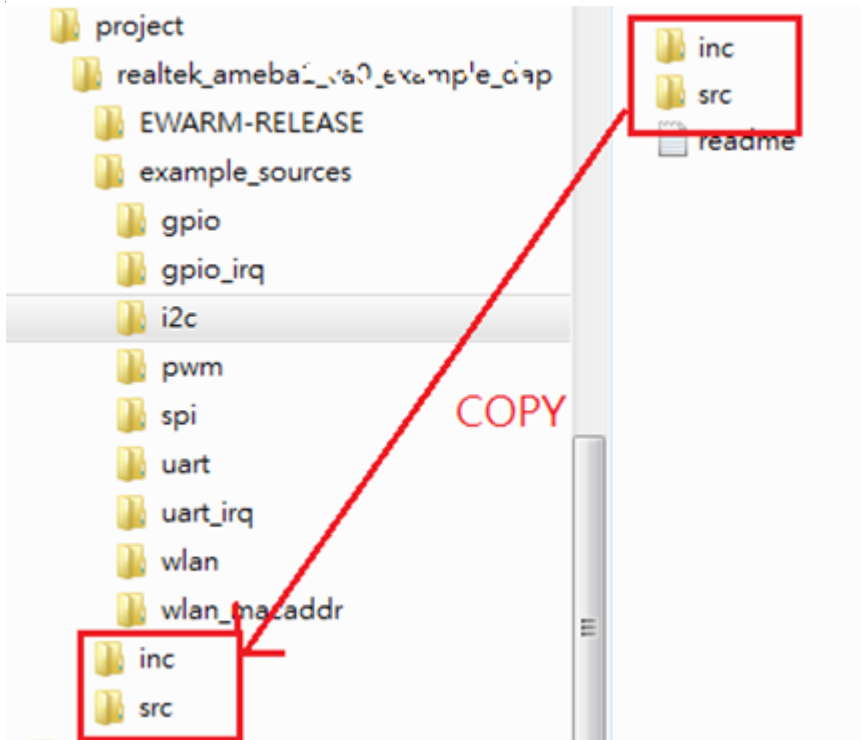 project
EWARM-RELEASE
example_sources
gpio
gpio_irq
i2c
pwm
spi
uart
uart_irq
wlan
wlan_macaddr
inc
src
inc
src
readme
COPY